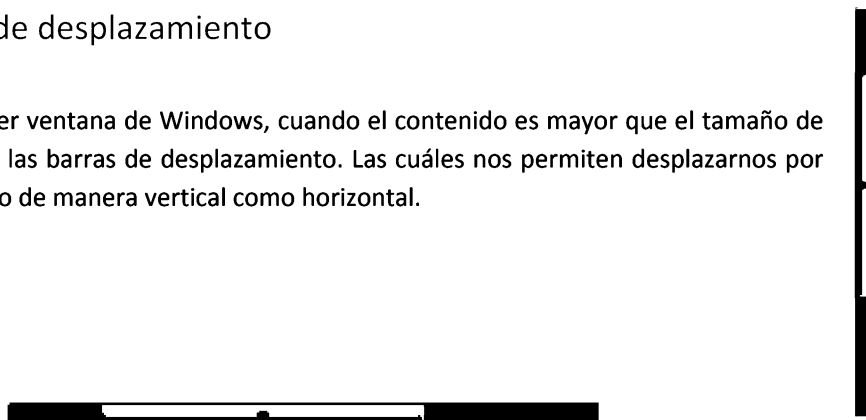 de desplazamiento
er ventana de Windows, cuando el contenido es mayor que el tamaño de
las barras de desplazamiento. Las cuáles nos permiten desplazarnos por
o de manera vertical como horizontal.